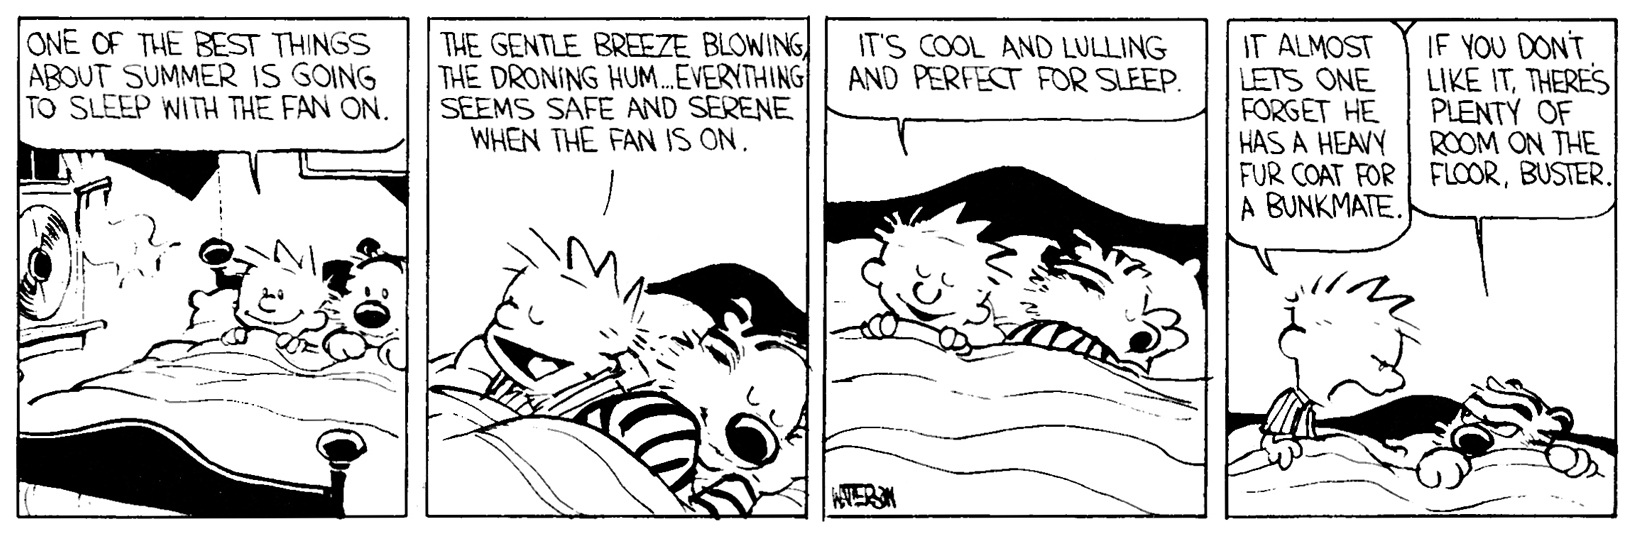 ONE OF THE BEST THINGS
ABOUT SUMMER IS GOING
TO SLEEP WITH THE FAN ON.
THE GENTLE BREEZE BLOWING,
THE DRONING HUM...EVERYTHING
SEEMS SAFE AND SERENE
WHEN THE FAN IS ON.
IT'S COOL AND LULLING
AND PERFECT FOR SLEEP.
WATTERSON
IT ALMOST
LETS ONE
FORGET HE
HAS A HEAVY
FUR COAT FOR
A BUNKMATE.
IF YOU DON'T
LIKE IT, THERE'S
PLENTY OF
ROOM ON THE
FLOOR, BUSTER.